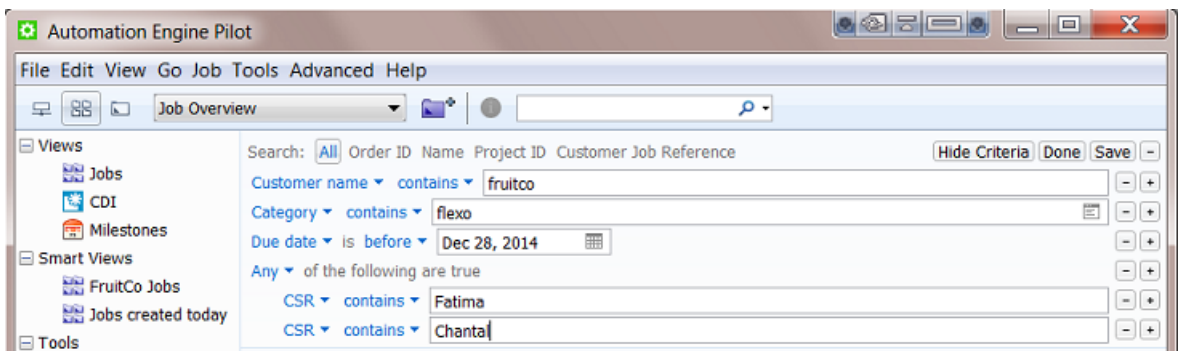 Automation Engine Pilot
File Edit View Go Job Tools Advanced Help
Job Overview
Views
Jobs
CDI
Milestones
Smart Views
FruitCo Jobs
Jobs created today
Tools
Search: All Order ID Name Project ID Customer Job Reference Hide Criteria Done Save -
Customer name contains fruitco - +
Category contains flexo - +
Due date is before Dec 28, 2014 - +
Any of the following are true - +
CSR contains Fatima - +
CSR contains Chantal - +